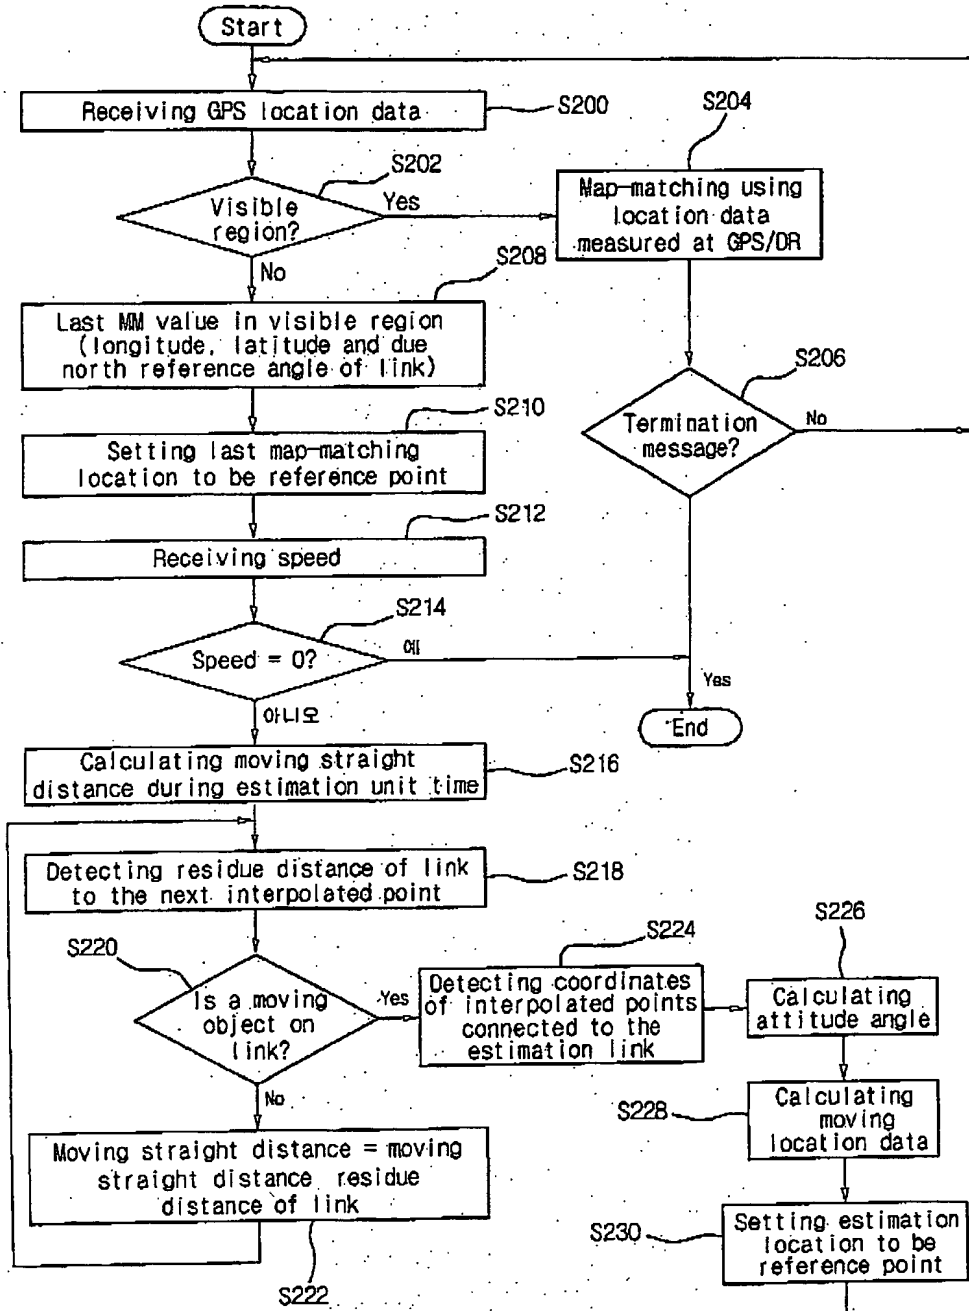 Start
Receiving GPS location data
S200
S204
S202
Visible
region?
Yes
Map-matching using
location data
measured at GPS/DR
No
S208
Last MM value in visible region
(longitude, latitude and due
north reference angle of link)
S206
Termination
message?
No
S210
Setting last map-matching
location to be reference point
S212
Receiving speed
S214
Speed = 0?
예
Yes
아니오
End
Calculating moving straight
distance during estimation unit time
S216
Detecting residue distance of link
to the next interpolated point
S218
S220
Is a moving
object on
link?
Yes
S224
Detecting coordinates
of interpolated points
connected to the
estimation link
S226
Calculating
attitude angle
No
S228
Calculating
moving
location data
Moving straight distance = moving
straight distance residue
distance of link
S222
S230
Setting estimation
location to be
reference point